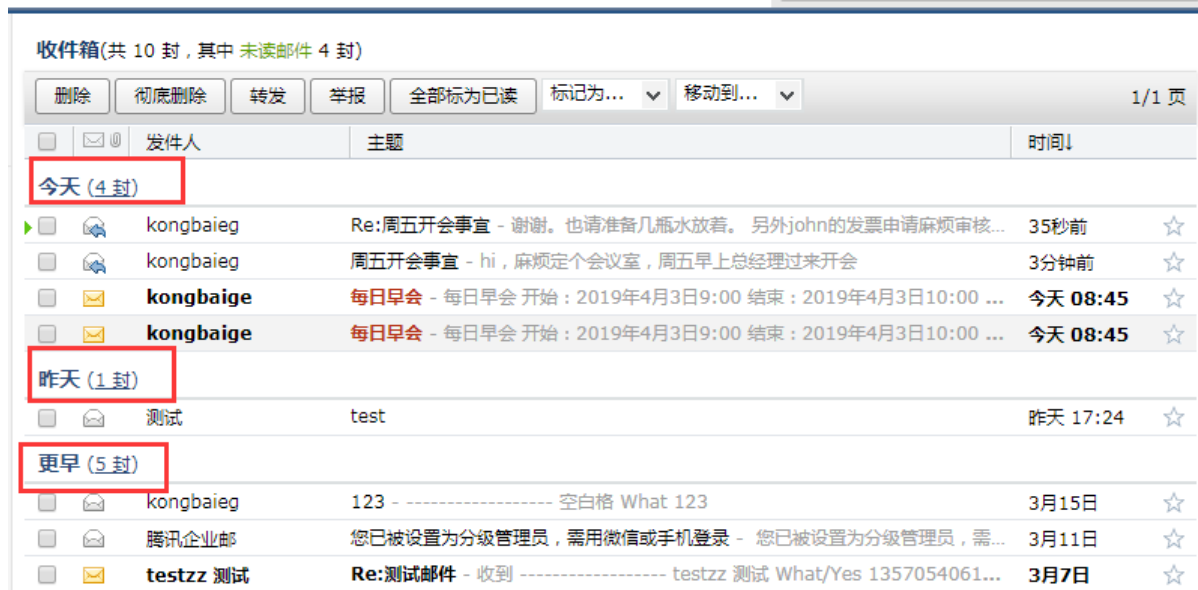 收件箱(共 10 封，其中 未读邮件 4 封)
删除 彻底删除 转发 举报 全部标为已读 标记为... 移动到... 1/1 页
发件人 主题 时间↓
今天 (4 封)
kongbaieg Re:周五开会事宜 - 谢谢。也请准备几瓶水放着。 另外john的发票申请麻烦审核... 35秒前
kongbaieg 周五开会事宜 - hi，麻烦定个会议室，周五早上总经理过来开会 3分钟前
kongbaige 每日早会 - 每日早会 开始：2019年4月3日9:00 结束：2019年4月3日10:00 ... 今天 08:45
kongbaige 每日早会 - 每日早会 开始：2019年4月3日9:00 结束：2019年4月3日10:00 ... 今天 08:45
昨天 (1 封)
测试 test 昨天 17:24
更早 (5 封)
kongbaieg 123 - ------------------ 空白格 What 123 3月15日
腾讯企业邮 您已被设置为分级管理员，需用微信或手机登录 - 您已被设置为分级管理员，需... 3月11日
testzz 测试 Re:测试邮件 - 收到 ------------------ testzz 测试 What/Yes 1357054061... 3月7日